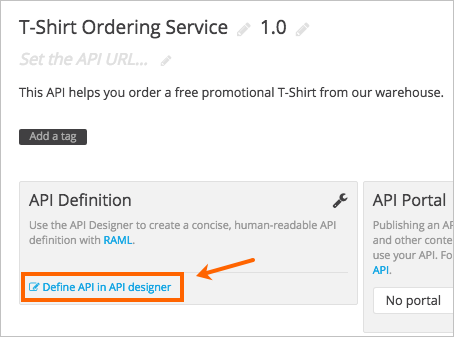 T-Shirt Ordering Service 1.0
Set the API URL...
This API helps you order a free promotional T-Shirt from our warehouse.
Add a tag
API Definition
Use the API Designer to create a concise, human-readable API
definition with RAML.
Define API in API designer
API Portal
Publishing an AP
and other conte
use your API. Fo
API.
No portal